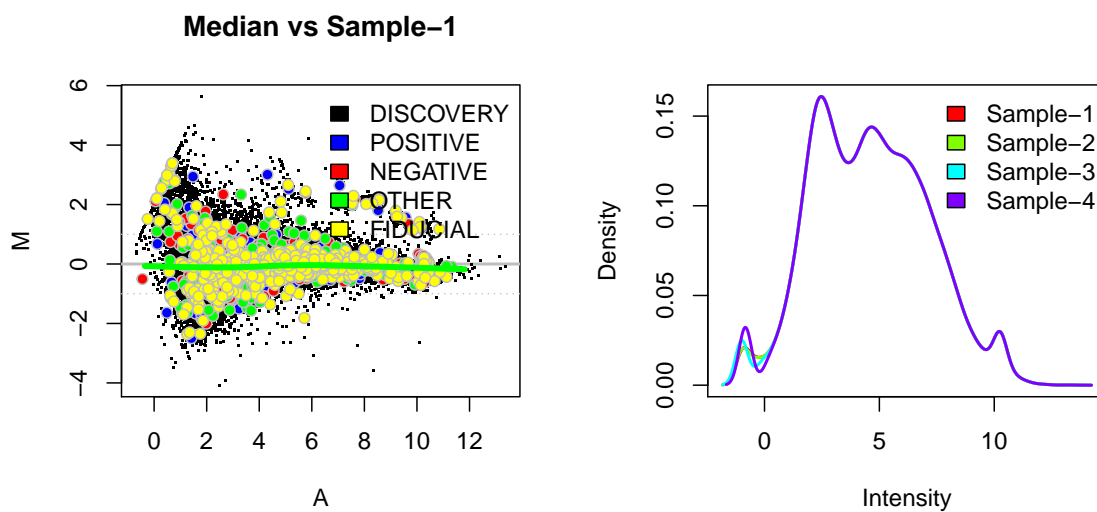 Median vs Sample−1
M
6
4
2
0
−2
−4
DISCOVERY
POSITIVE
NEGATIVE
OTHER
FIDUCIAL
0 2 4 6 8 10 12
A
Density
0.15
0.10
0.05
0.00
Sample−1
Sample−2
Sample−3
Sample−4
0 5 10
Intensity